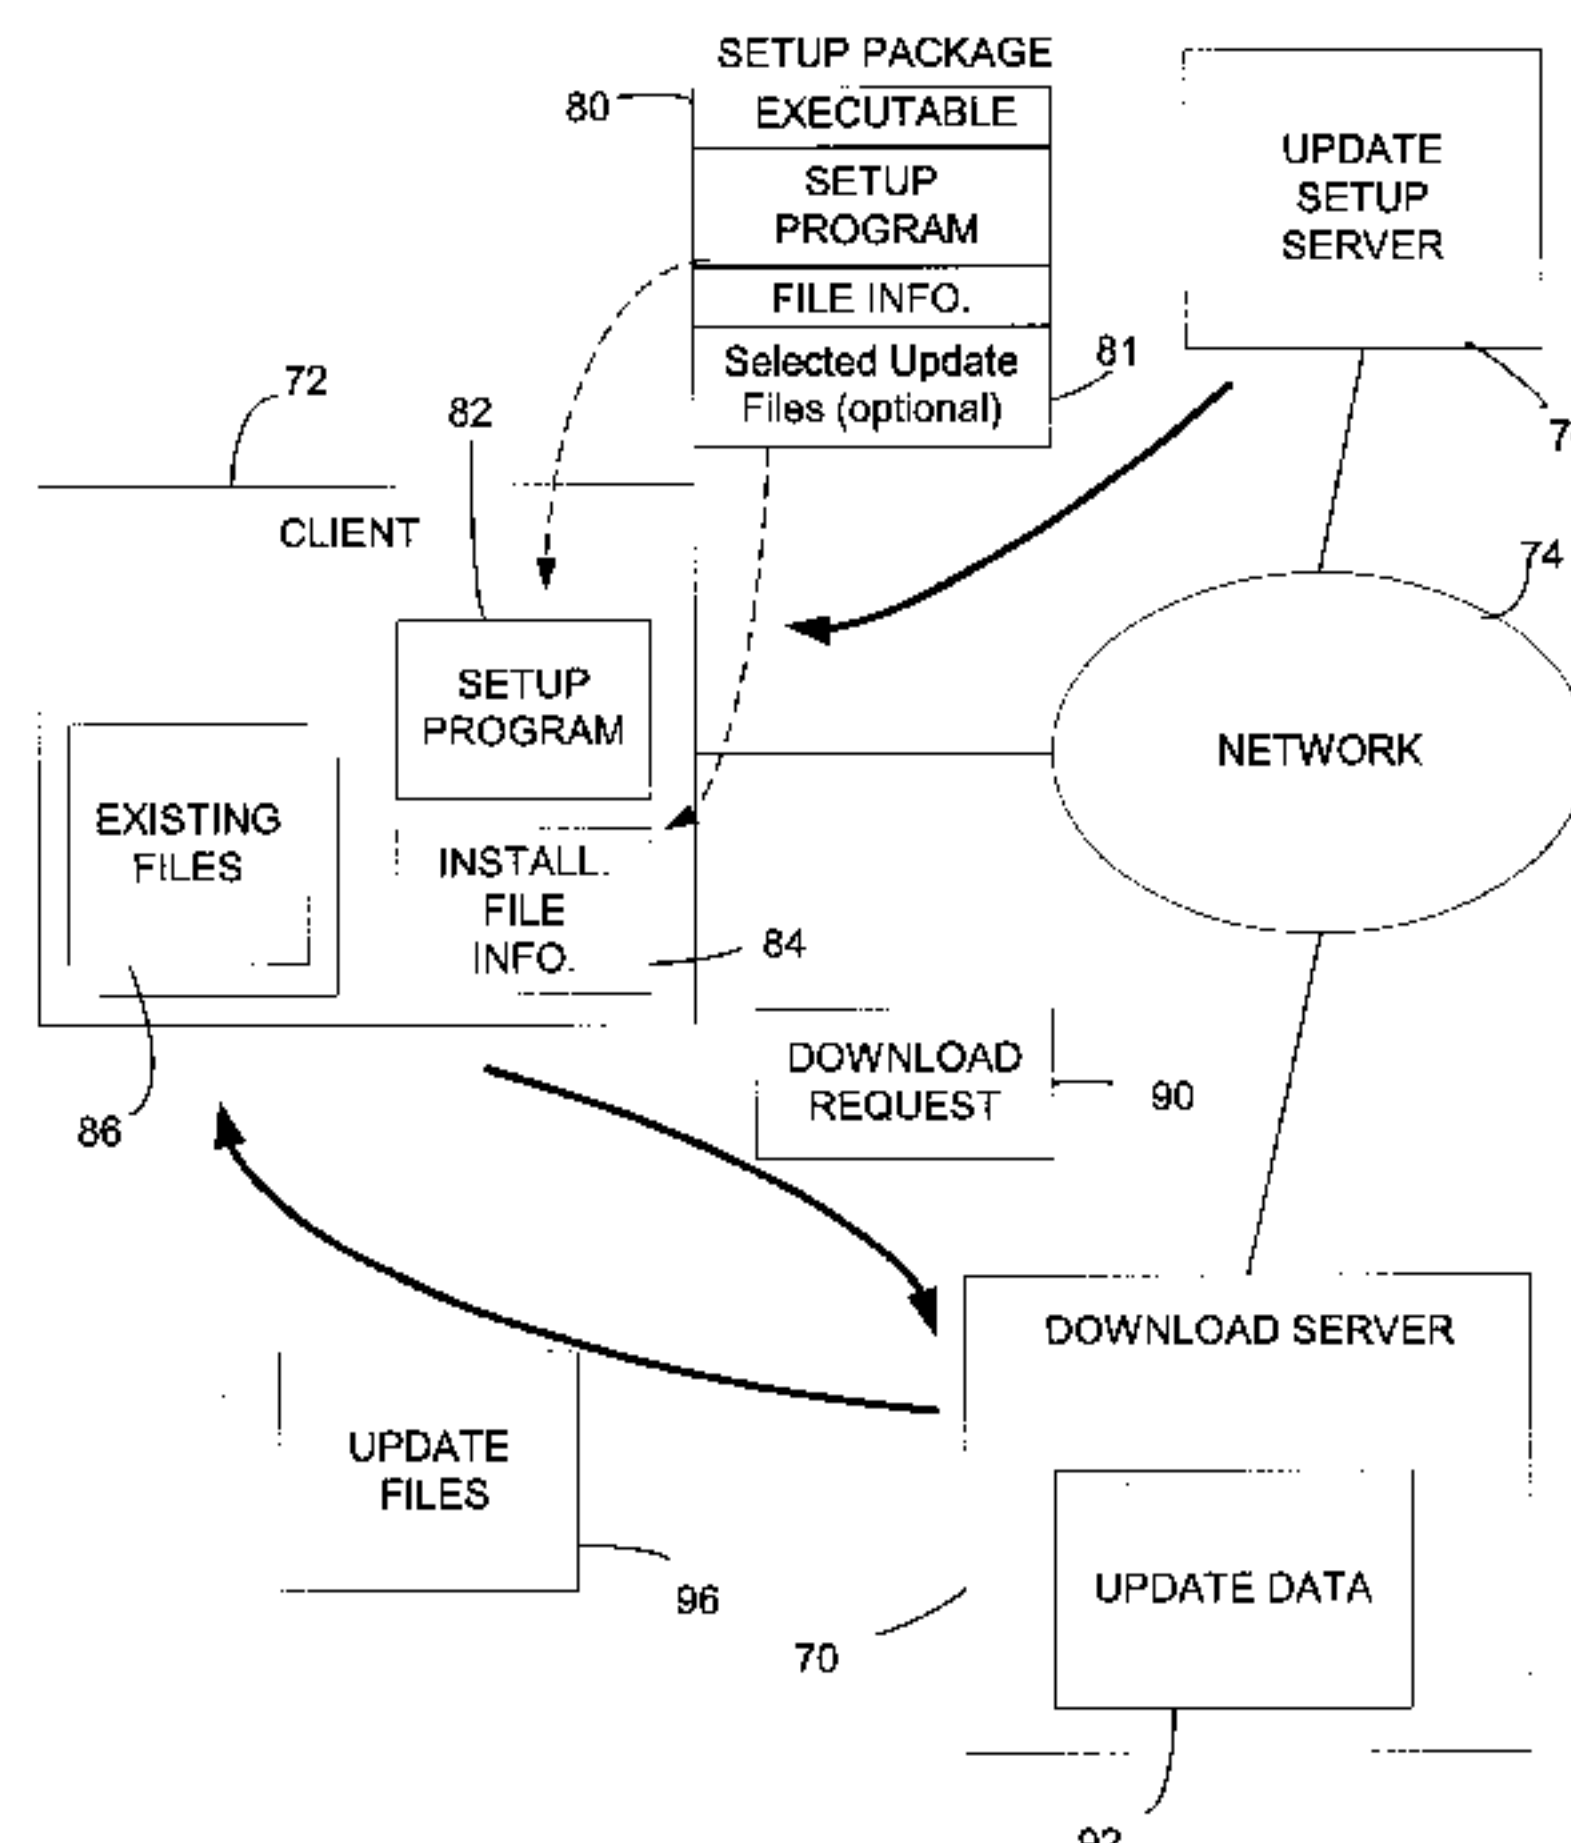 SETUP PACKAGE
80
EXECUTABLE
SETUP
PROGRAM
FILE INFO.
Selected Update
Files (optional)
81
UPDATE
SETUP
SERVER
72
82
74
CLIENT
SETUP
PROGRAM
NETWORK
EXISTING
FILES
INSTALL.
FILE
INFO.
84
DOWNLOAD
REQUEST
90
86
DOWNLOAD SERVER
UPDATE
FILES
96
70
UPDATE DATA
92